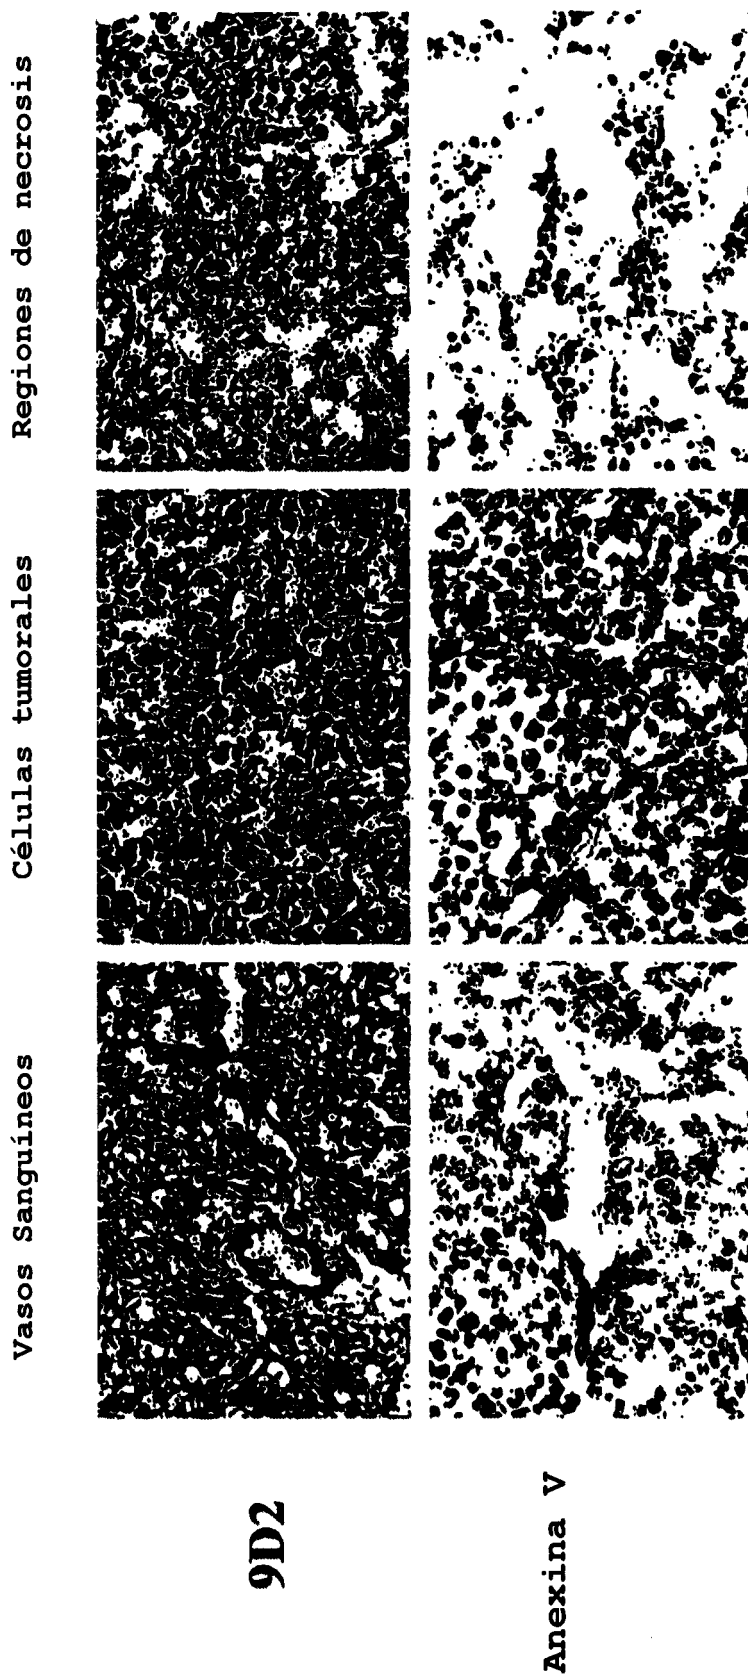 Vasos Sanguíneos
Células tumorales
Regiones de necrosis
9D2
Anexina V